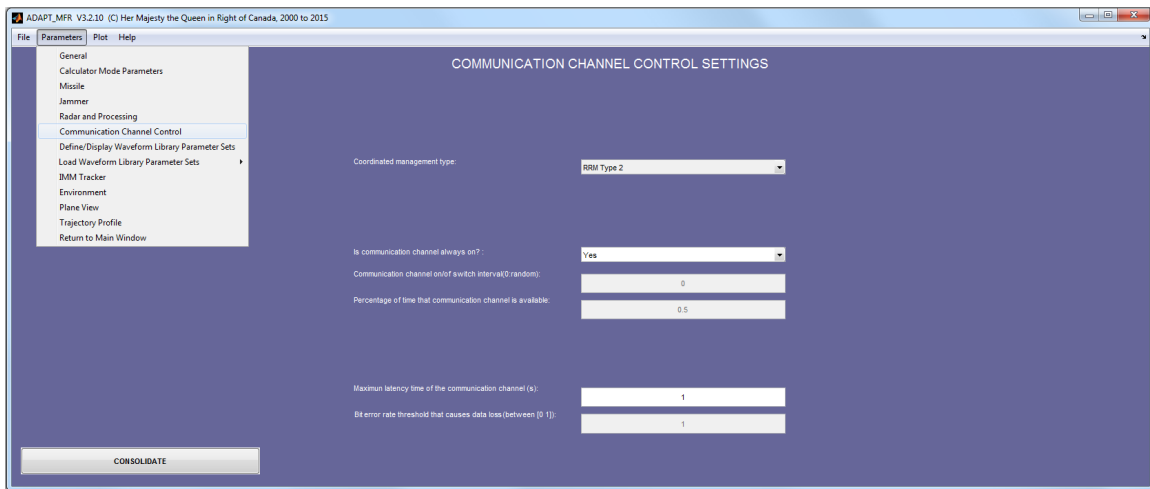 ADAPT_MFR V3.2.10 (C) Her Majesty the Queen in Right of Canada, 2000 to 2015
File Parameters Plot Help
General
Calculator Mode Parameters
Missile
Jammer
Radar and Processing
Communication Channel Control
Define/Display Waveform Library Parameter Sets
Load Waveform Library Parameter Sets
IMM Tracker
Environment
Plane View
Trajectory Profile
Return to Main Window
COMMUNICATION CHANNEL CONTROL SETTINGS
Coordinated management type: RRM Type 2
Is communication channel always on? : Yes
Communication channel on/of switch interval(0:random): 0
Percentage of time that communication channel is available: 0.5
Maximun latency time of the communication channel (s): 1
Bit error rate threshold that causes data loss(between [0 1]): 1
CONSOLIDATE